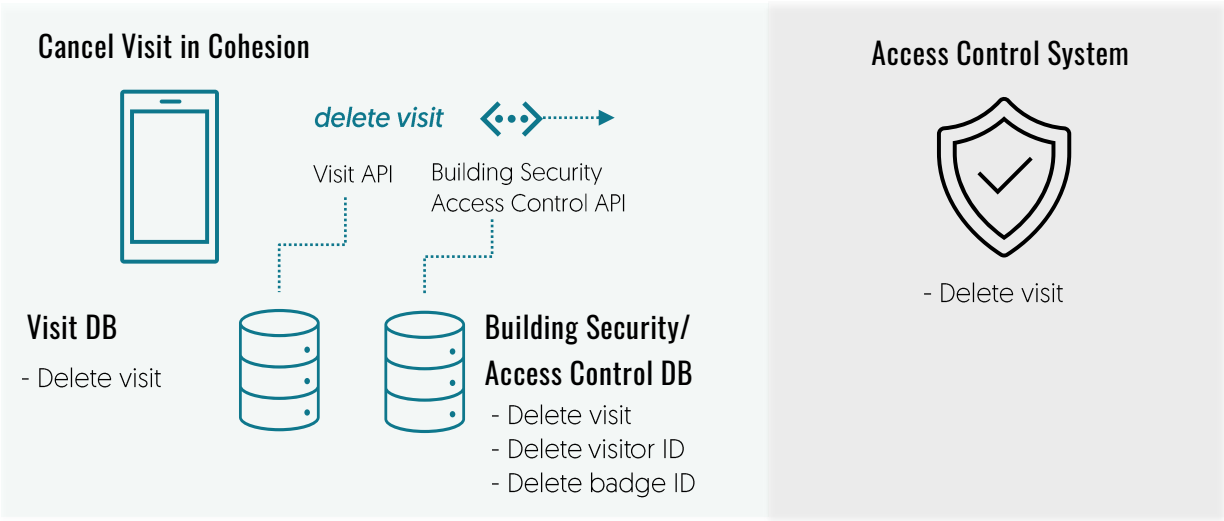 Cancel Visit in Cohesion
Access Control System
delete visit
Visit API
Building Security
Access Control API
- Delete visit
Visit DB
- Delete visit
Building Security/
Access Control DB
- Delete visit
- Delete visitor ID
- Delete badge ID